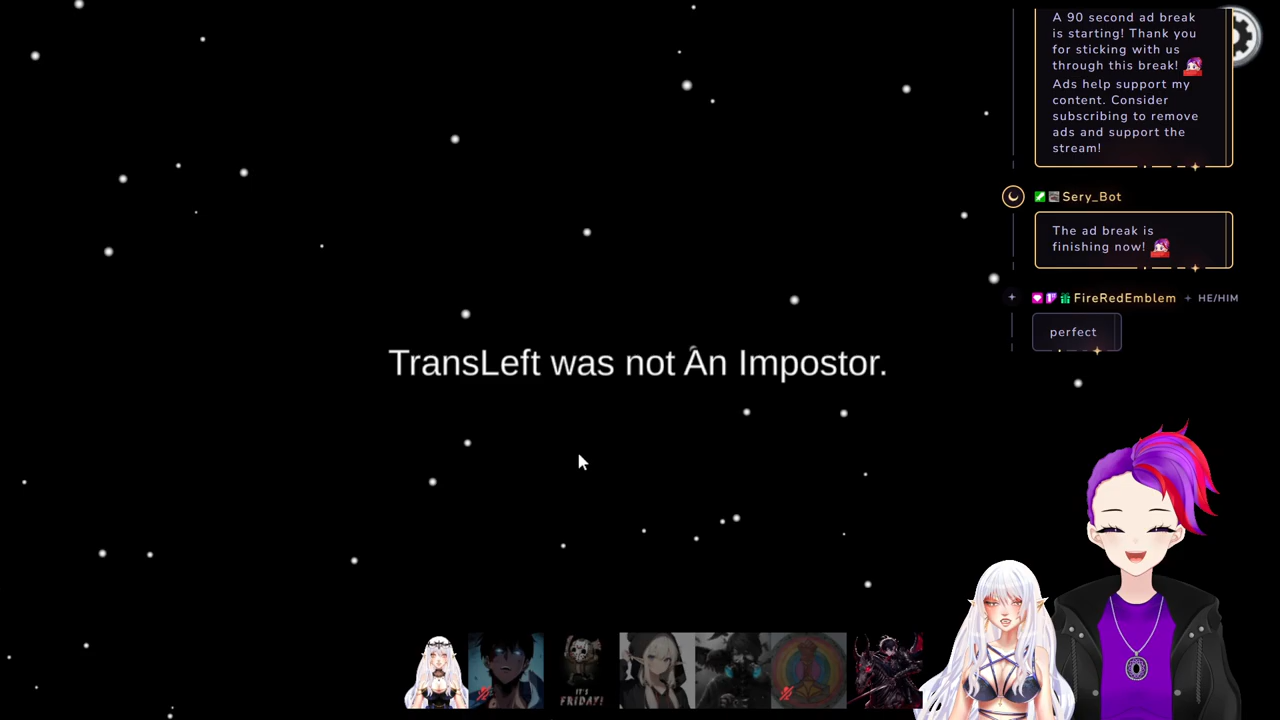 A 90 second ad break
is starting! Thank you
for sticking with us
through this break!
Ads help support my
content. Consider
subscribing to remove
ads and support the
stream!
Sery_Bot
The ad break is
finishing now!
FireRedEmblem HE/HIM
perfect
TransLeft was not An Impostor.
IT'S
FRIDAY!